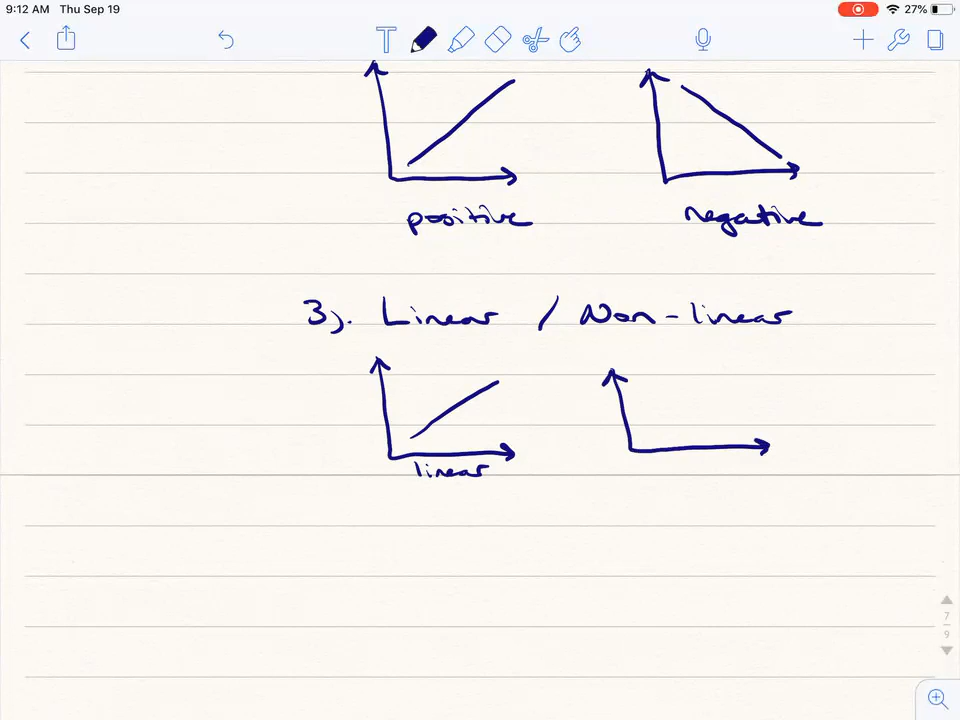 9:12 AM Thu Sep 19 27%
T
positive negative
3). Linear / Non-linear
linear
7
9